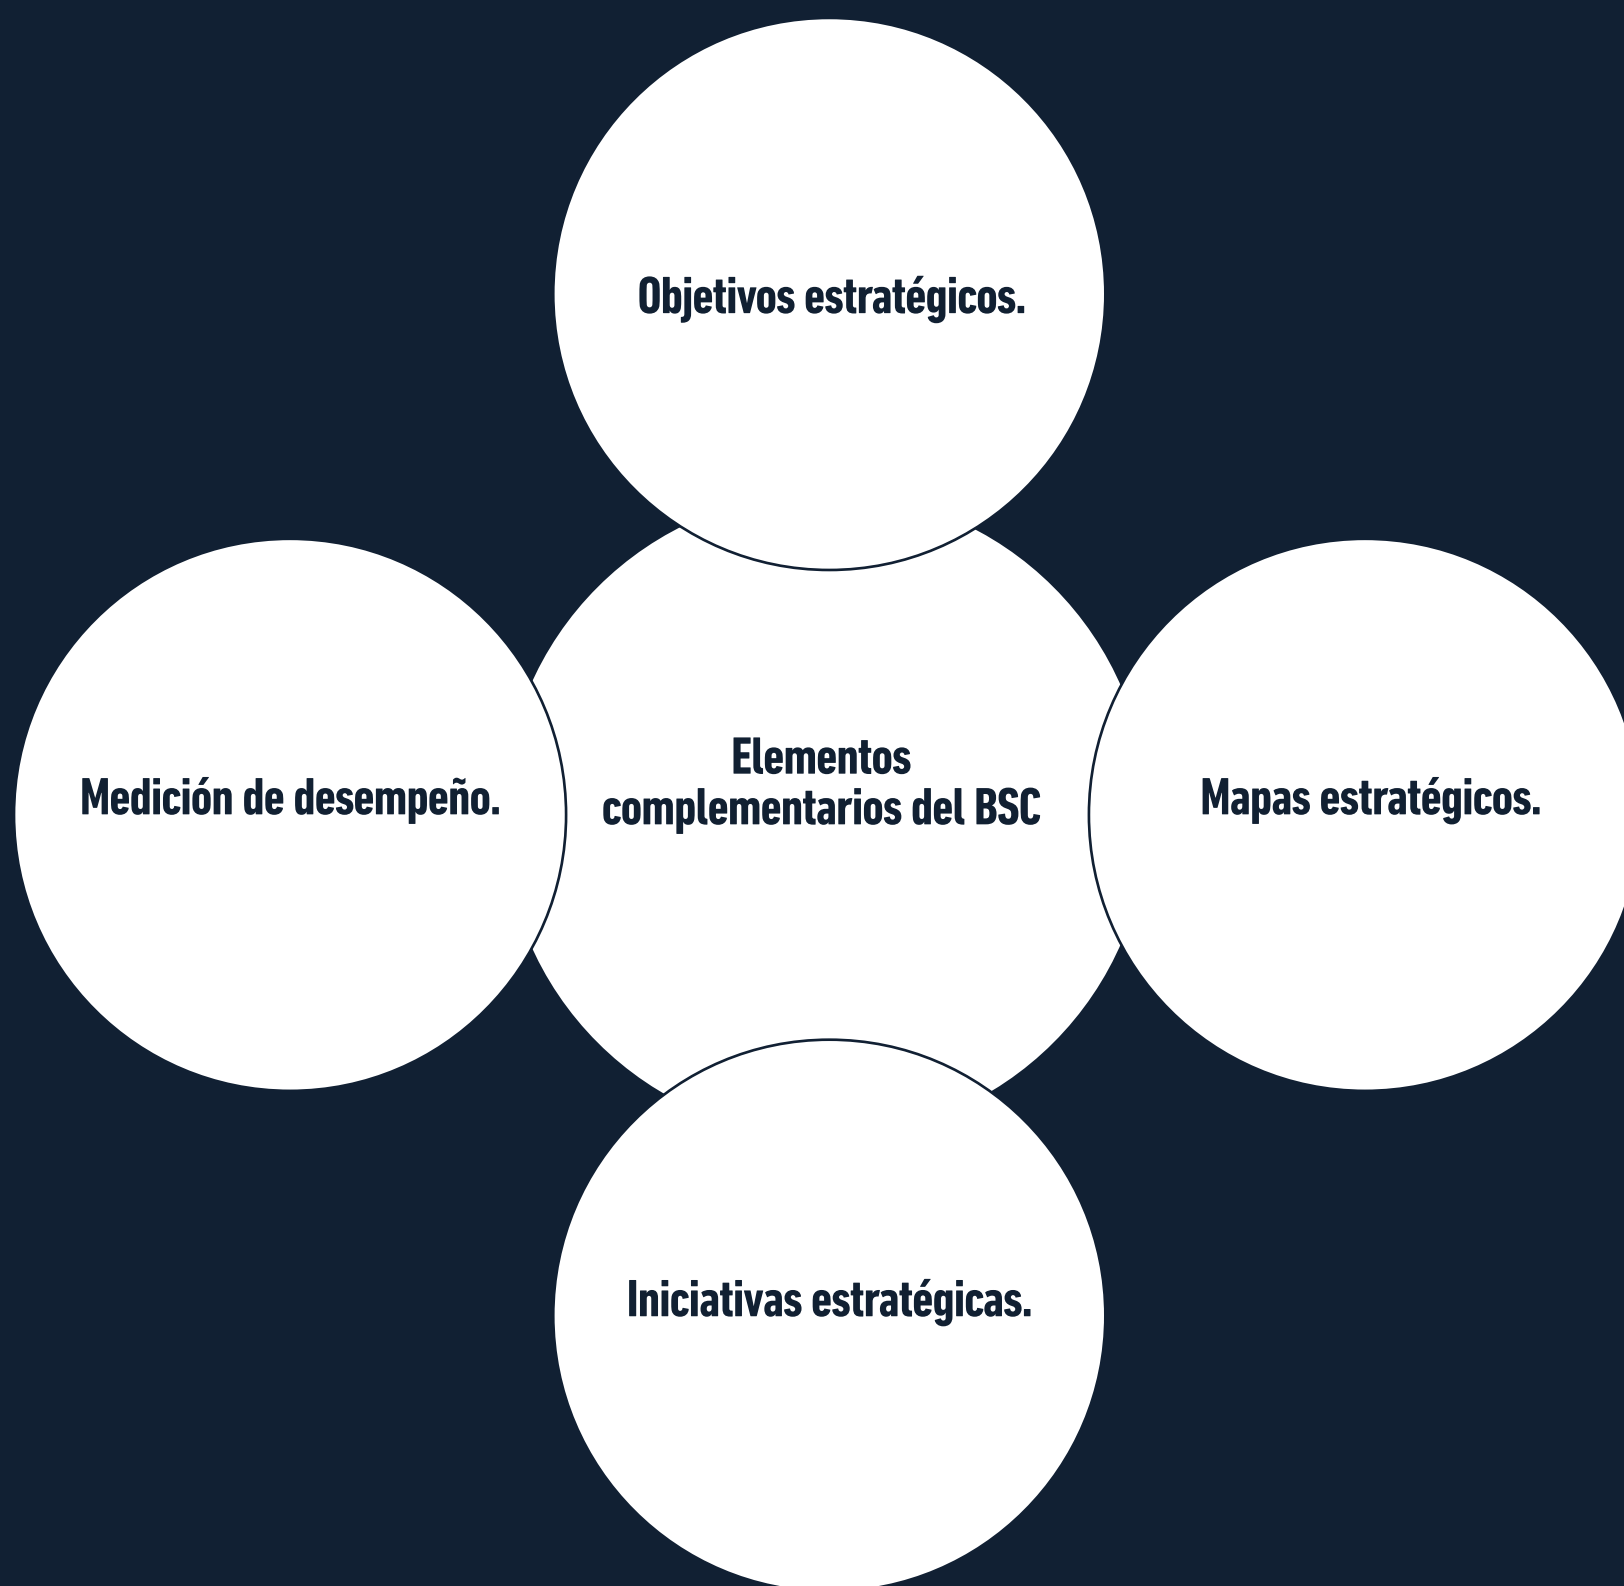 Objetivos estratégicos.
Elementos
complementarios del BSC
Medición de desempeño.
Mapas estratégicos.
Iniciativas estratégicas.